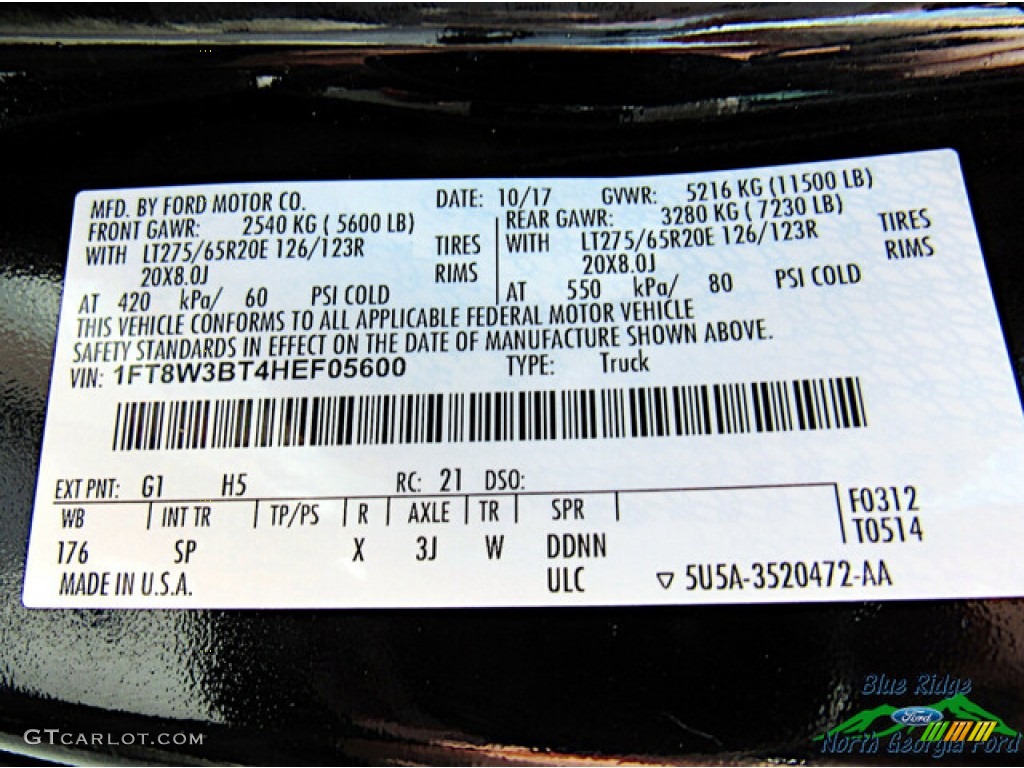 MFD. BY FORD MOTOR CO. DATE: 10/17 GVWR: 5216 KG (11500 LB)
FRONT GAWR: 2540 KG ( 5600 LB) REAR GAWR: 3280 KG ( 7230 LB)
WITH LT275/65R20E 126/123R TIRES WITH LT275/65R20E 126/123R TIRES
20X8.0J RIMS 20X8.0J RIMS
AT 420 kPa/ 60 PSI COLD AT 550 kPa/ 80 PSI COLD
THIS VEHICLE CONFORMS TO ALL APPLICABLE FEDERAL MOTOR VEHICLE
SAFETY STANDARDS IN EFFECT ON THE DATE OF MANUFACTURE SHOWN ABOVE.
VIN: 1FT8W3BT4HEF05600 TYPE: Truck
EXT PNT: G1 H5 RC: 21 DSO:
WB INT TR TP/PS R AXLE TR SPR F0312
T0514
176 SP X 3J W DDNN
MADE IN U.S.A. ULC 5U5A-3520472-AA
Blue Ridge
Ford
North Georgia Ford
GTCARLOT.COM